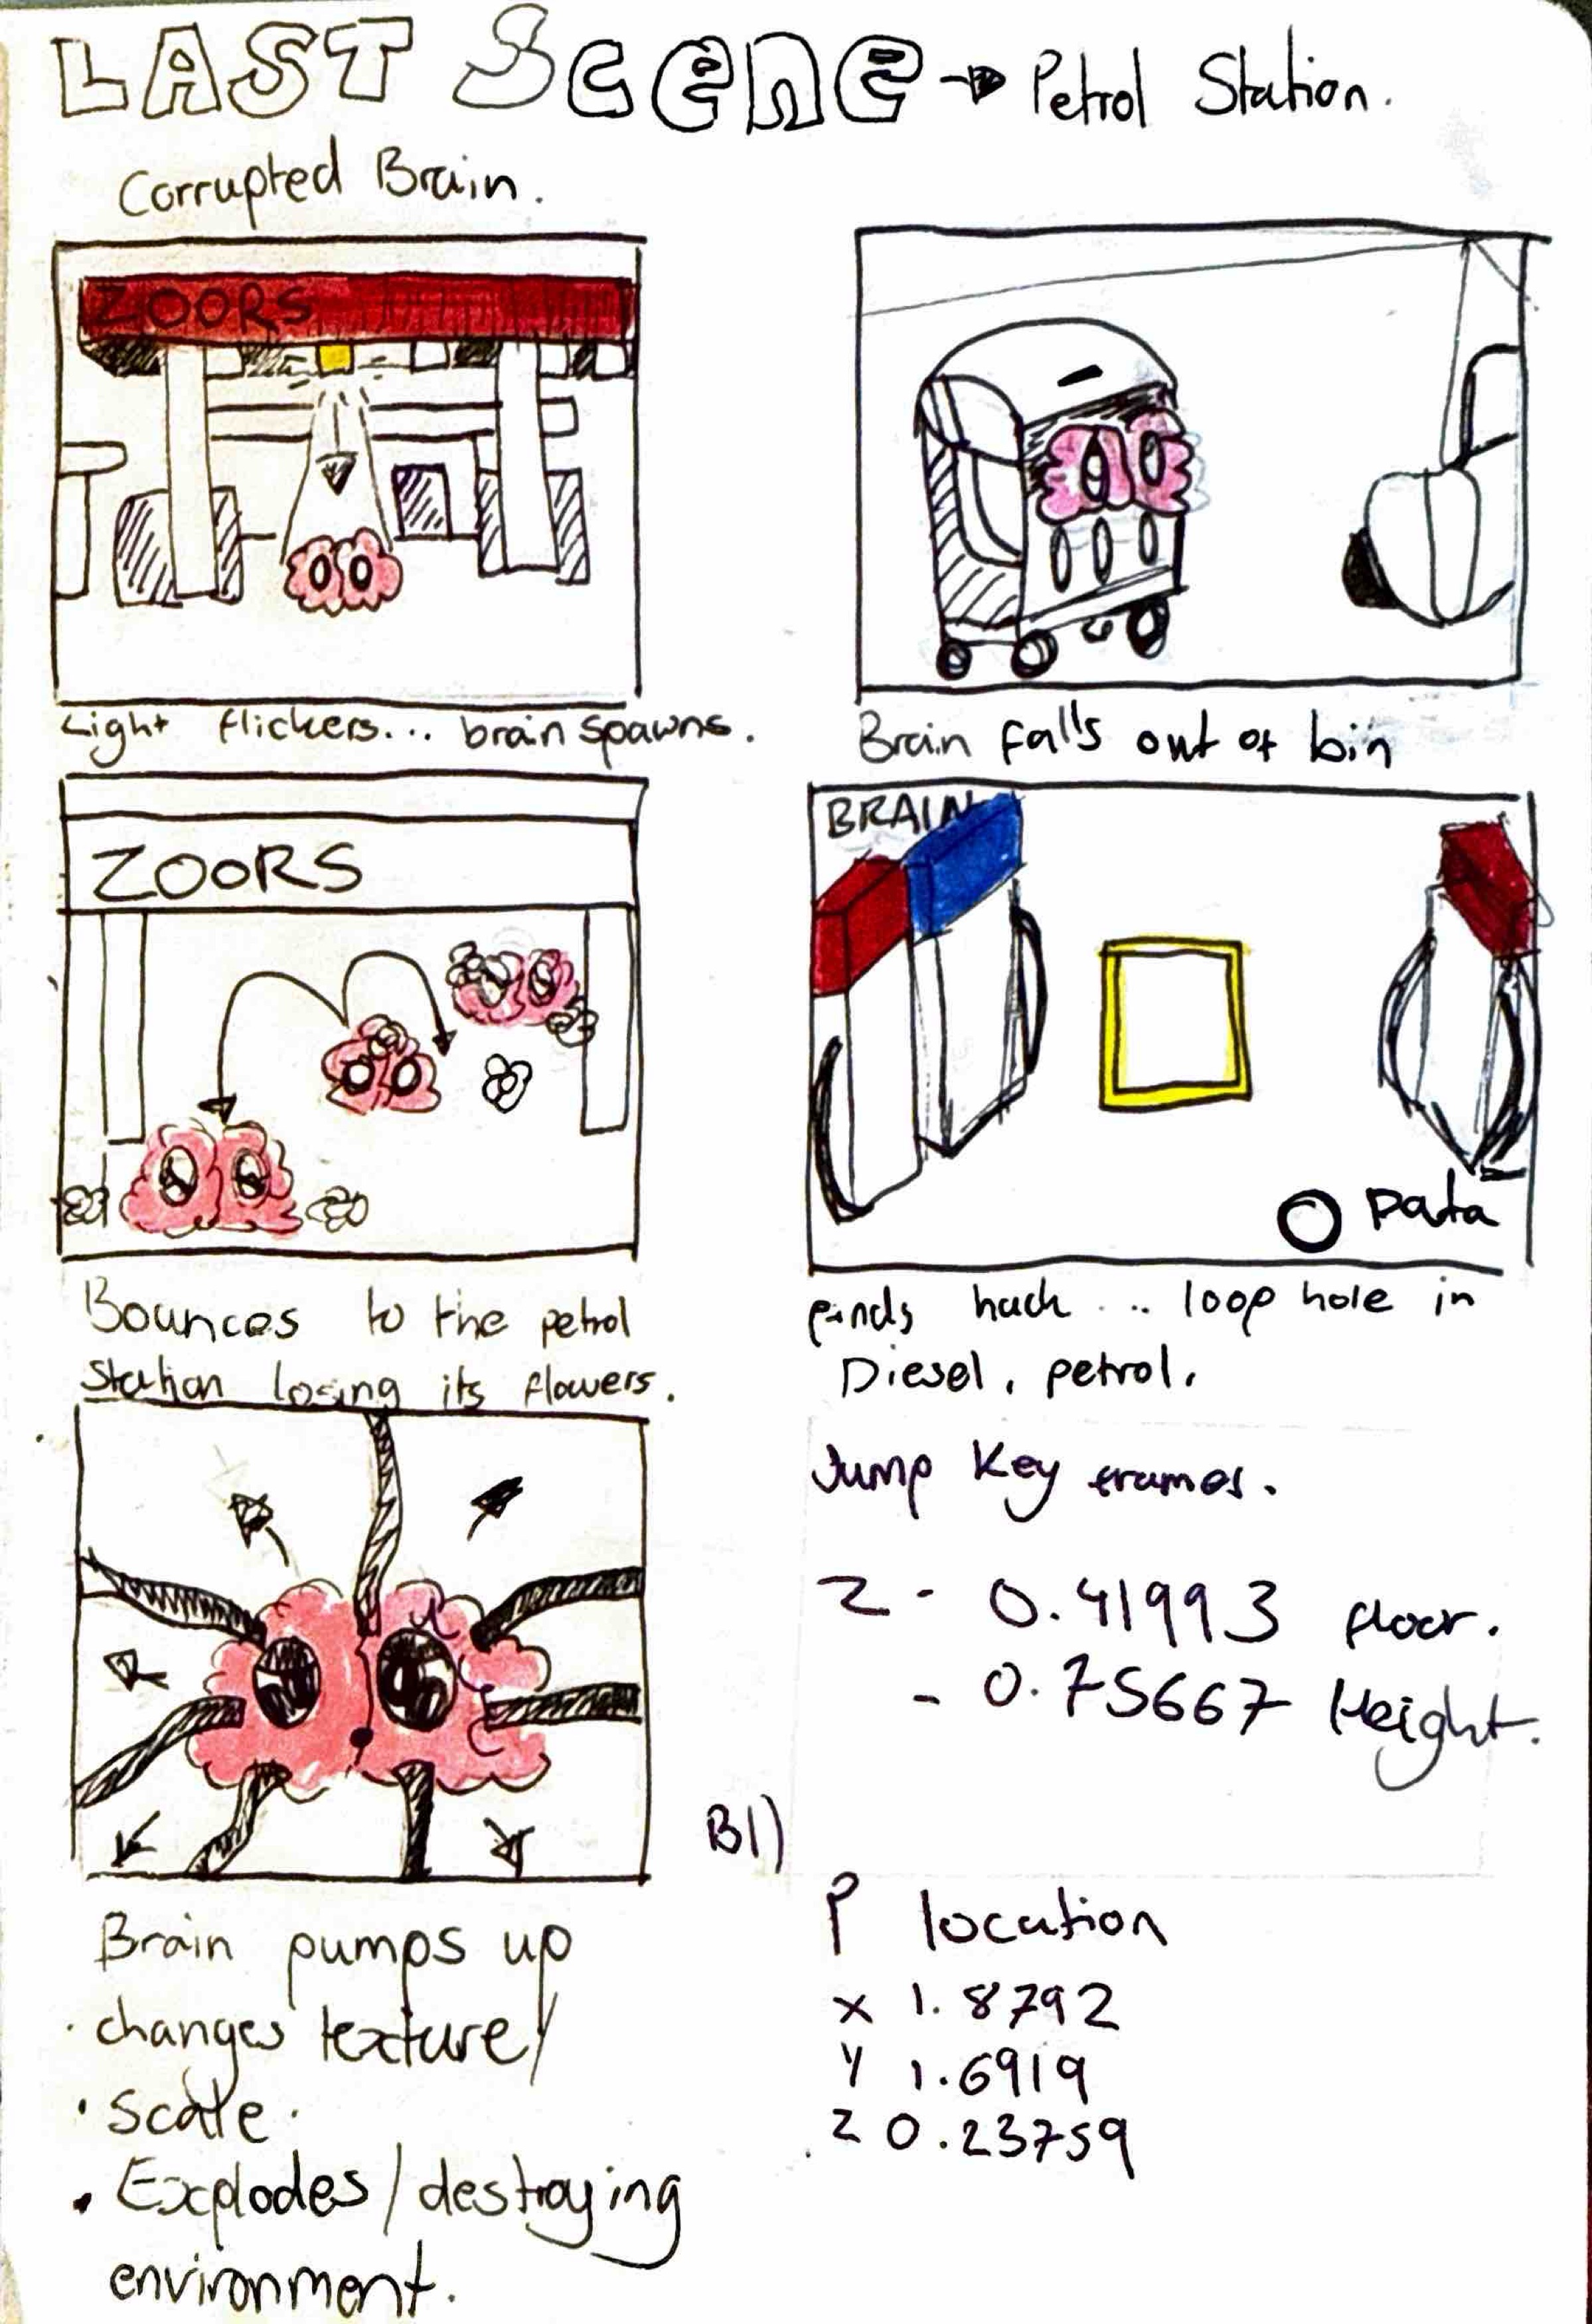 LAST SCENE → Petrol Station.
Corrupted Brain.
ZOORS
Light flickers... brain spawns.
Brain falls out of bin
ZOORS
Bounces to the petrol
station losing its flowers.
BRAIN
Data
finds hack ... loop hole in
Diesel, petrol.
Brain pumps up
· changes texture/
· scale.
· Explodes/destroying
environment.
Jump Key frames.
Z - 0.41993 floor.
- 0.75667 Height.
B1)
P location
X 1.8792
Y 1.6919
Z 0.23759